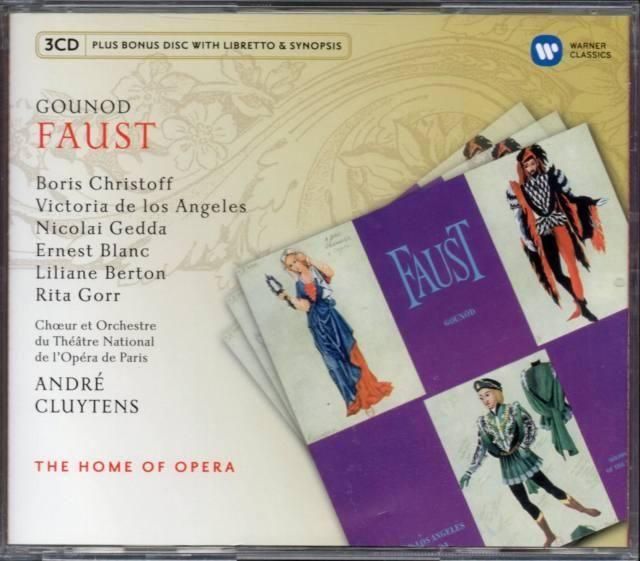 3CD PLUS BONUS DISC WITH LIBRETTO & SYNOPSIS
WARNER
CLASSICS
GOUNOD
FAUST
Boris Christoff
Victoria de los Angeles
Nicolai Gedda
Ernest Blanc
Liliane Berton
Rita Gorr
Chœur et Orchestre
du Théâtre National
de l'Opéra de Paris
ANDRÉ
CLUYTENS
THE HOME OF OPERA
FAUST
GOUNOD
LOS ANGELES